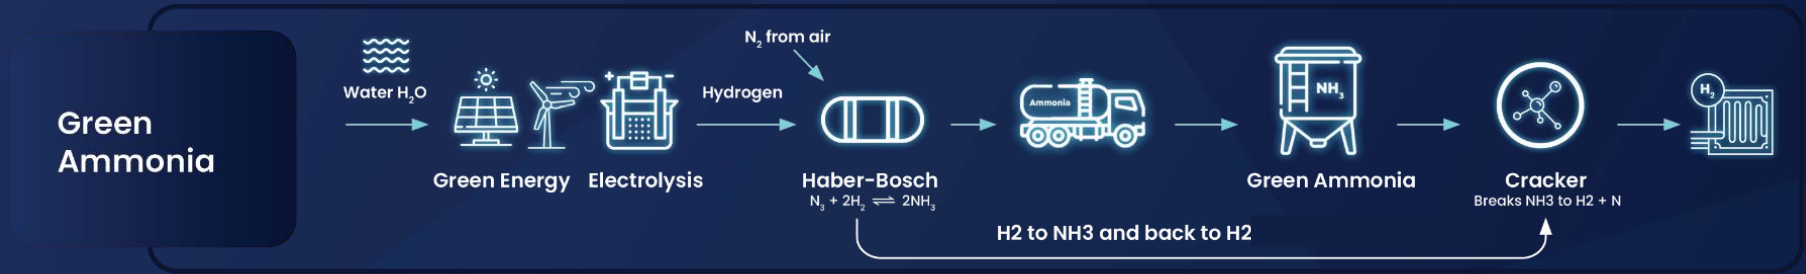 Green
Ammonia
Water H₂O
Green Energy
+ -
Electrolysis
Hydrogen
N₂ from air
Haber-Bosch
N₃ + 2H₂ ⇌ 2NH₃
Ammonia
NH₃
Green Ammonia
Cracker
Breaks NH3 to H2 + N
H₂
H2 to NH3 and back to H2